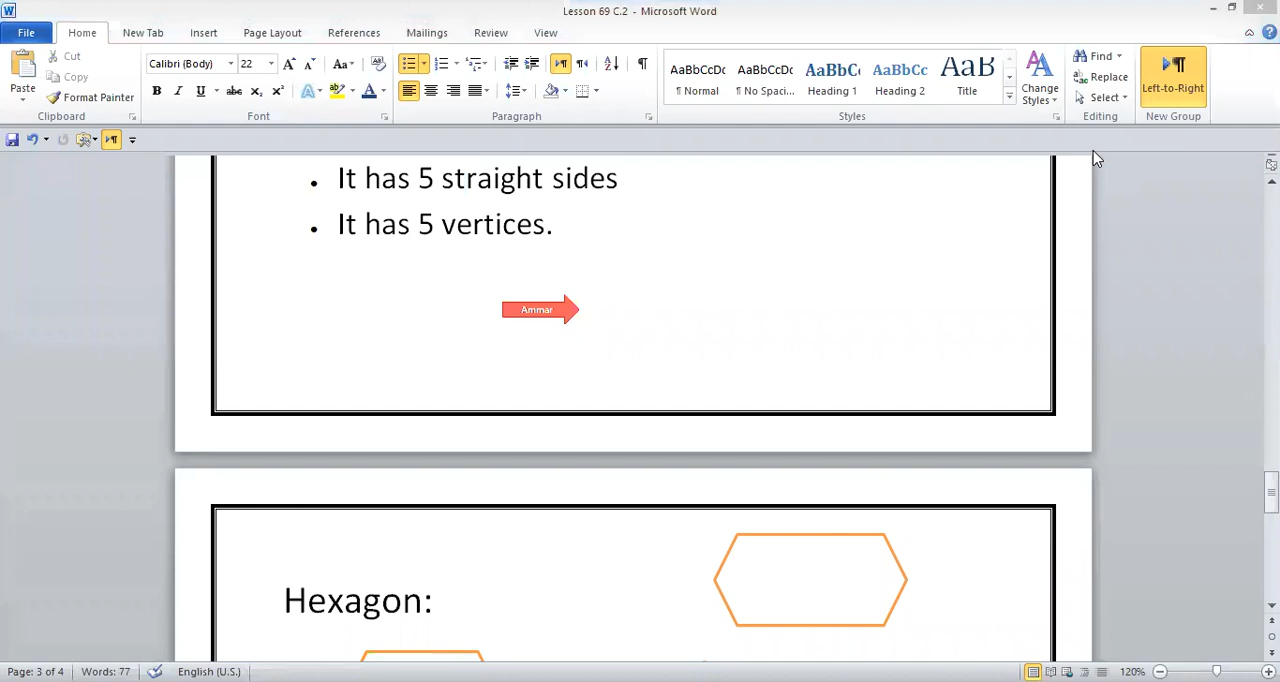 Lesson 69 C.2 - Microsoft Word
File Home New Tab Insert Page Layout References Mailings Review View
Paste Cut Copy Format Painter
Clipboard
Calibri (Body) 22
Font
Paragraph
AaBbCcDc AaBbCcDc AaBbC AaBbCc AaB
¶ Normal ¶ No Spaci... Heading 1 Heading 2 Title
Change Styles
Styles
Find
Replace
Select
Editing
Left-to-Right
New Group
• It has 5 straight sides
• It has 5 vertices.
Ammar
Hexagon:
Page: 3 of 4 Words: 77 English (U.S.) 120%